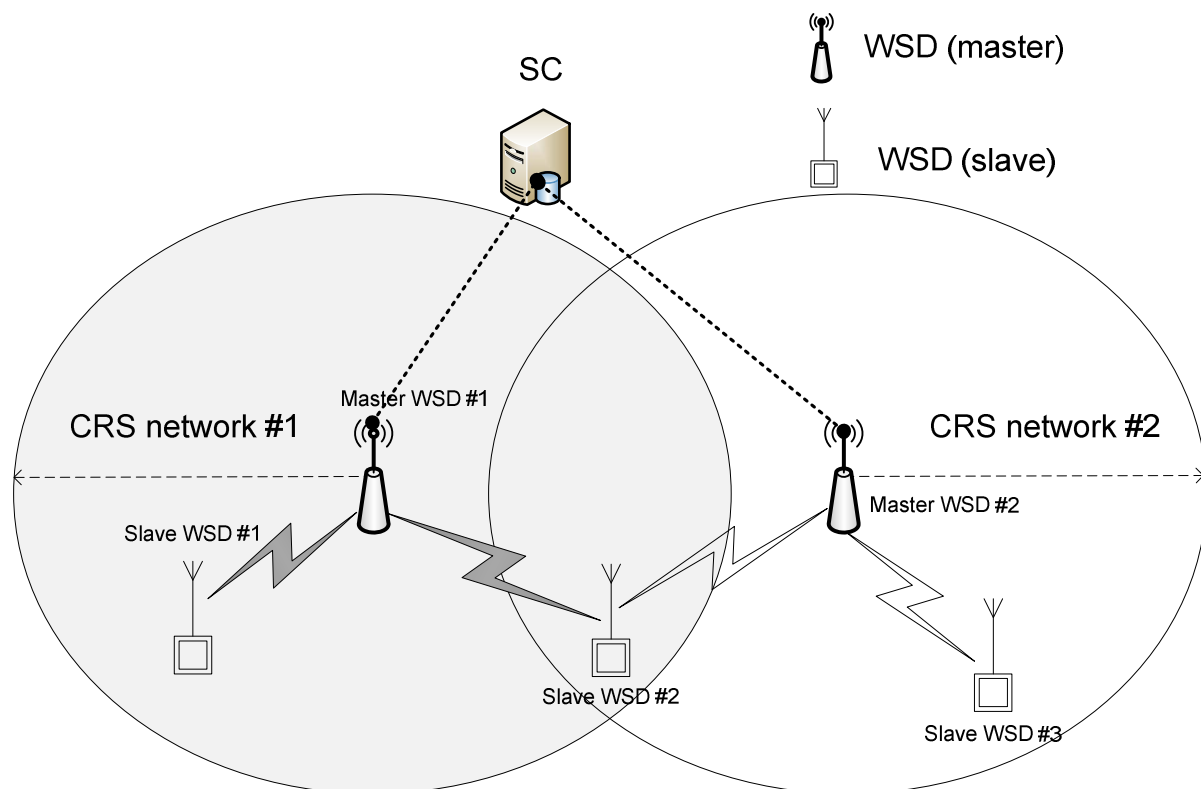 SC
WSD (master)
WSD (slave)
Master WSD #1
CRS network #1
CRS network #2
Master WSD #2
Slave WSD #1
Slave WSD #2
Slave WSD #3